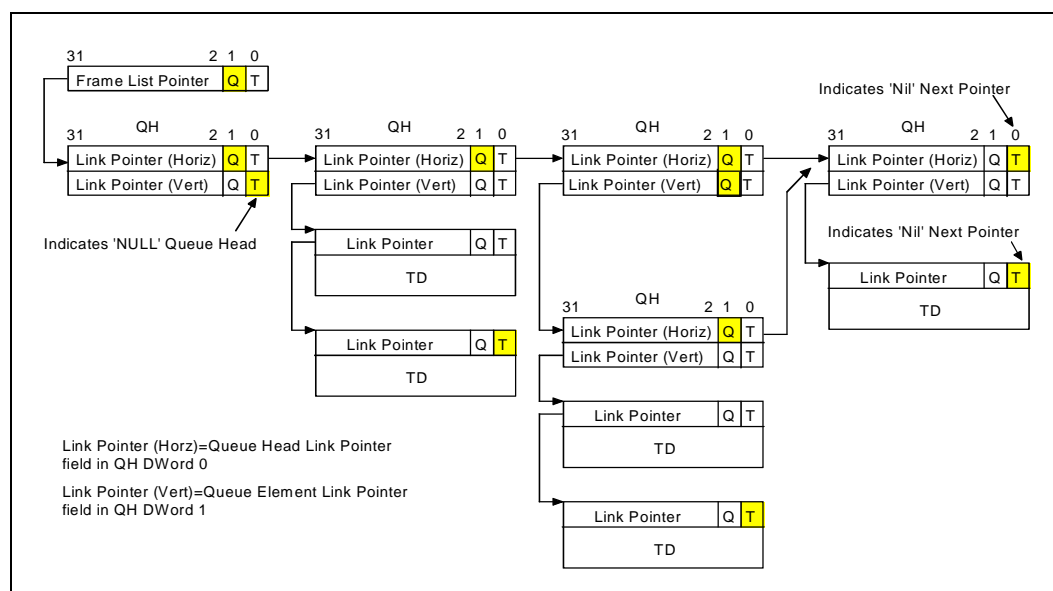 31 2 1 0
Frame List Pointer Q T
Indicates 'Nil' Next Pointer
QH
31 2 1 0
Link Pointer (Horiz) Q T
Link Pointer (Vert) Q T
Indicates 'NULL' Queue Head
QH
31 2 1 0
Link Pointer (Horiz) Q T
Link Pointer (Vert) Q T
Link Pointer Q T
TD
Link Pointer Q T
TD
QH
31 2 1 0
Link Pointer (Horiz) Q T
Link Pointer (Vert) Q T
QH
31 2 1 0
Link Pointer (Horiz) Q T
Link Pointer (Vert) Q T
Link Pointer Q T
TD
Link Pointer Q T
TD
QH
31 2 1 0
Link Pointer (Horiz) Q T
Link Pointer (Vert) Q T
Indicates 'Nil' Next Pointer
Link Pointer Q T
TD
Link Pointer (Horz)=Queue Head Link Pointer
field in QH DWord 0
Link Pointer (Vert)=Queue Element Link Pointer
field in QH DWord 1